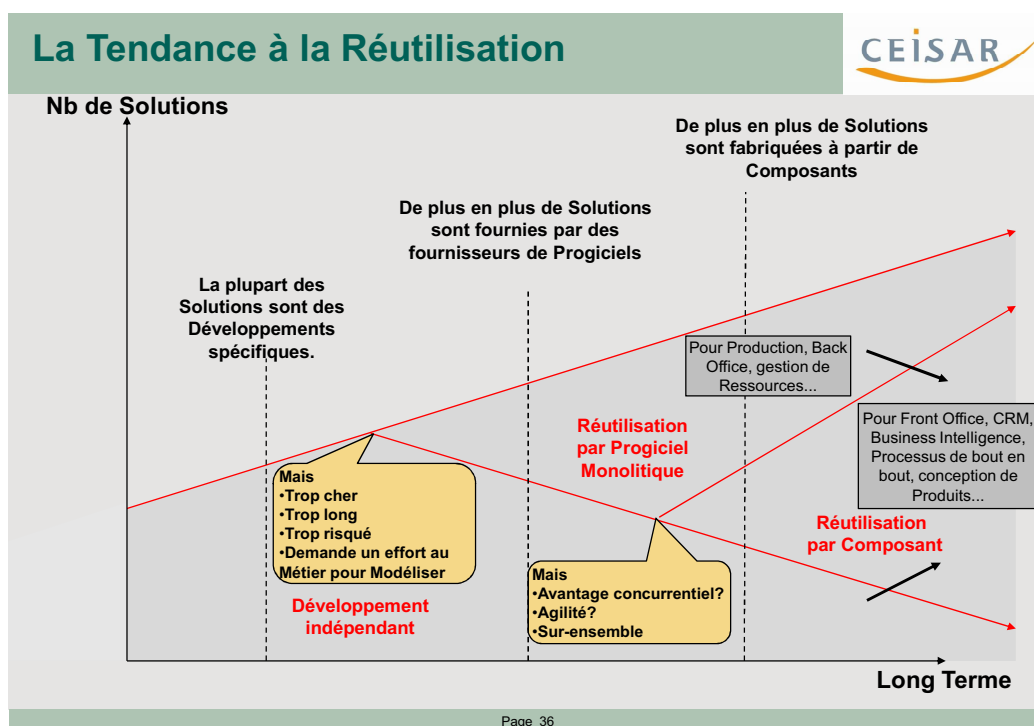 La Tendance à la Réutilisation
CEISAR
Nb de Solutions
De plus en plus de Solutions
sont fabriquées à partir de
Composants
De plus en plus de Solutions
sont fournies par des
fournisseurs de Progiciels
La plupart des
Solutions sont des
Développements
spécifiques.
Pour Production, Back
Office, gestion de
Ressources...
Pour Front Office, CRM,
Business Intelligence,
Processus de bout en
bout, conception de
Produits...
Réutilisation
par Progiciel
Monolitique
Mais
•Trop cher
•Trop long
•Trop risqué
•Demande un effort au
Métier pour Modéliser
Réutilisation
par Composant
Mais
•Avantage concurrentiel?
•Agilité?
•Sur-ensemble
Développement
indépendant
Long Terme
Page 36